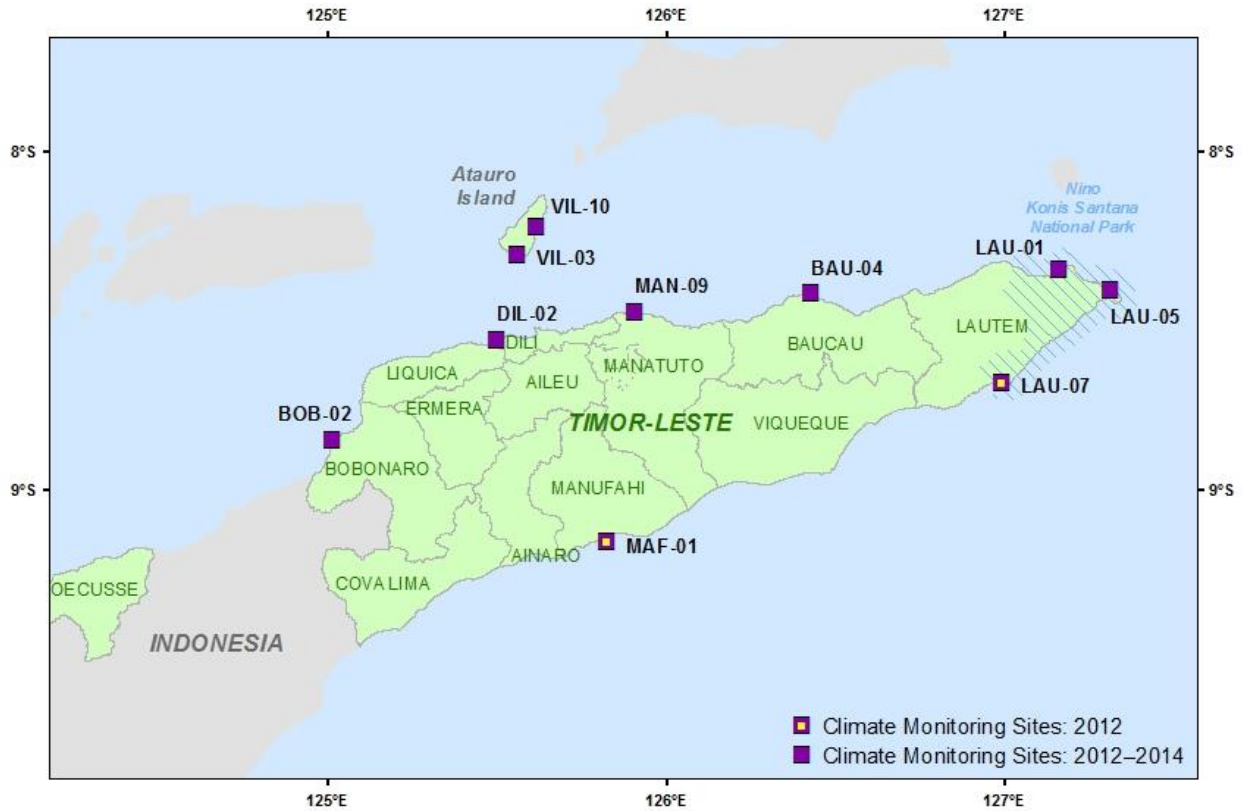 125°E
126°E
127°E
8°S
8°S
Atauro
Island
Nino
Konis Santana
National Park
VIL-10
VIL-03
LAU-01
BAU-04
MAN-09
DIL-02
LAU-05
LAUTEM
DILI
BAUCAU
MANATUTO
LIQUICA
AILEU
LAU-07
ERMERA
BOB-02
TIMOR-LESTE
VIQUEQUE
BOBONARO
MANUFAHI
9°S
9°S
MAF-01
AINARO
COVA LIMA
OECUSSE
INDONESIA
Climate Monitoring Sites: 2012
Climate Monitoring Sites: 2012–2014
125°E
126°E
127°E